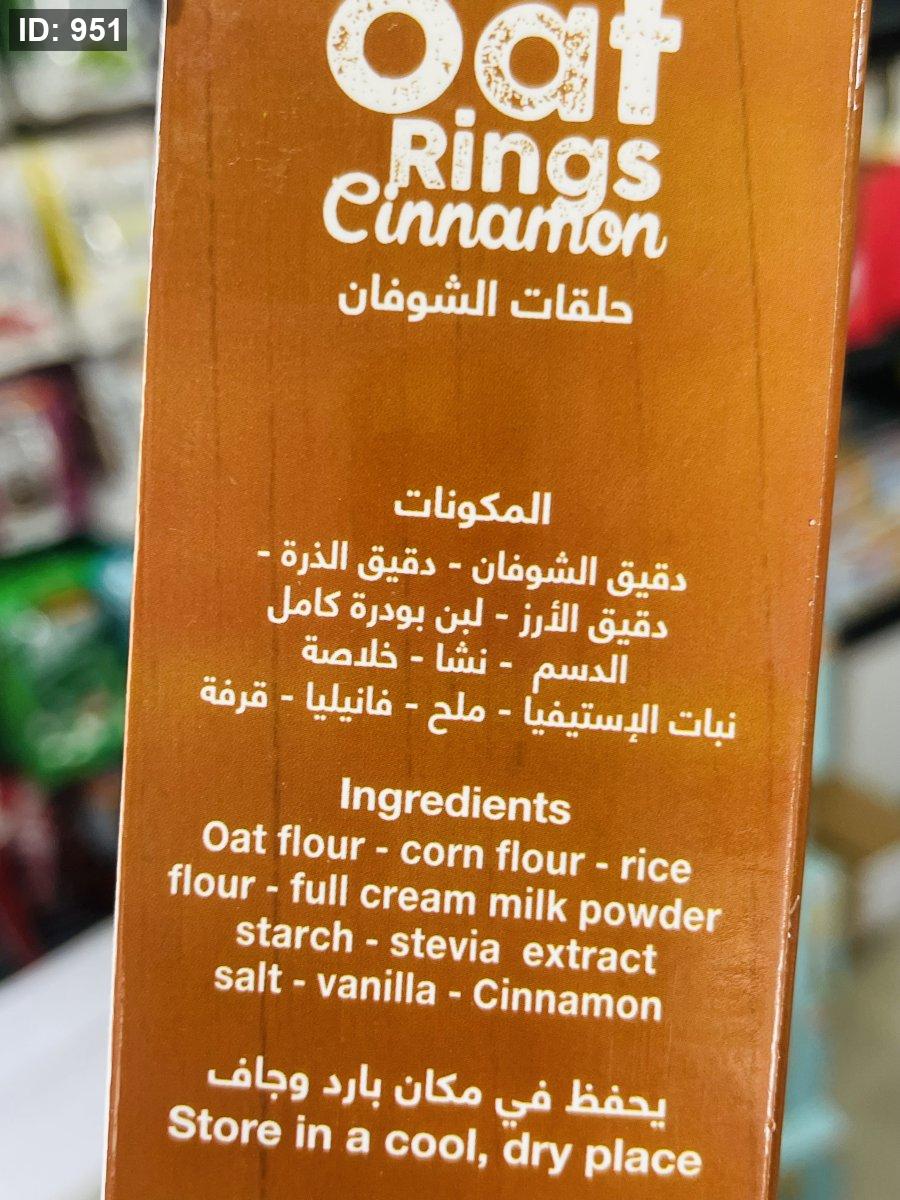 ID: 951
Oat
Rings
Cinnamon
حلقات الشوفان
المكونات
دقيق الشوفان - دقيق الذرة -
دقيق الأرز - لبن بودرة كامل
الدسم - نشا - خلاصة
نبات الإستيفيا - ملح - فانيليا - قرفة
Ingredients
Oat flour - corn flour - rice
flour - full cream milk powder
starch - stevia extract
salt - vanilla - Cinnamon
يحفظ في مكان بارد وجاف
Store in a cool, dry place